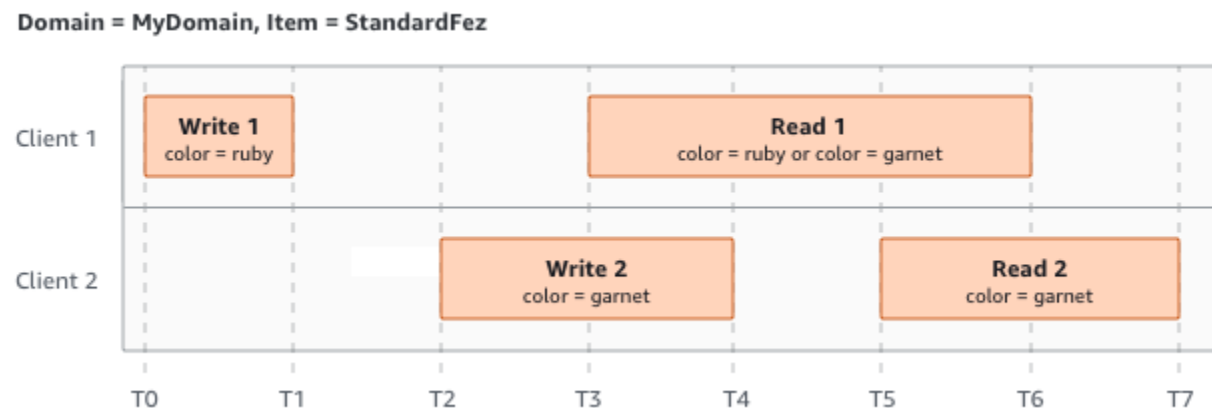 Domain = MyDomain, Item = StandardFez
Client 1
Write 1
color = ruby
Read 1
color = ruby or color = garnet
Client 2
Write 2
color = garnet
Read 2
color = garnet
T0 T1 T2 T3 T4 T5 T6 T7